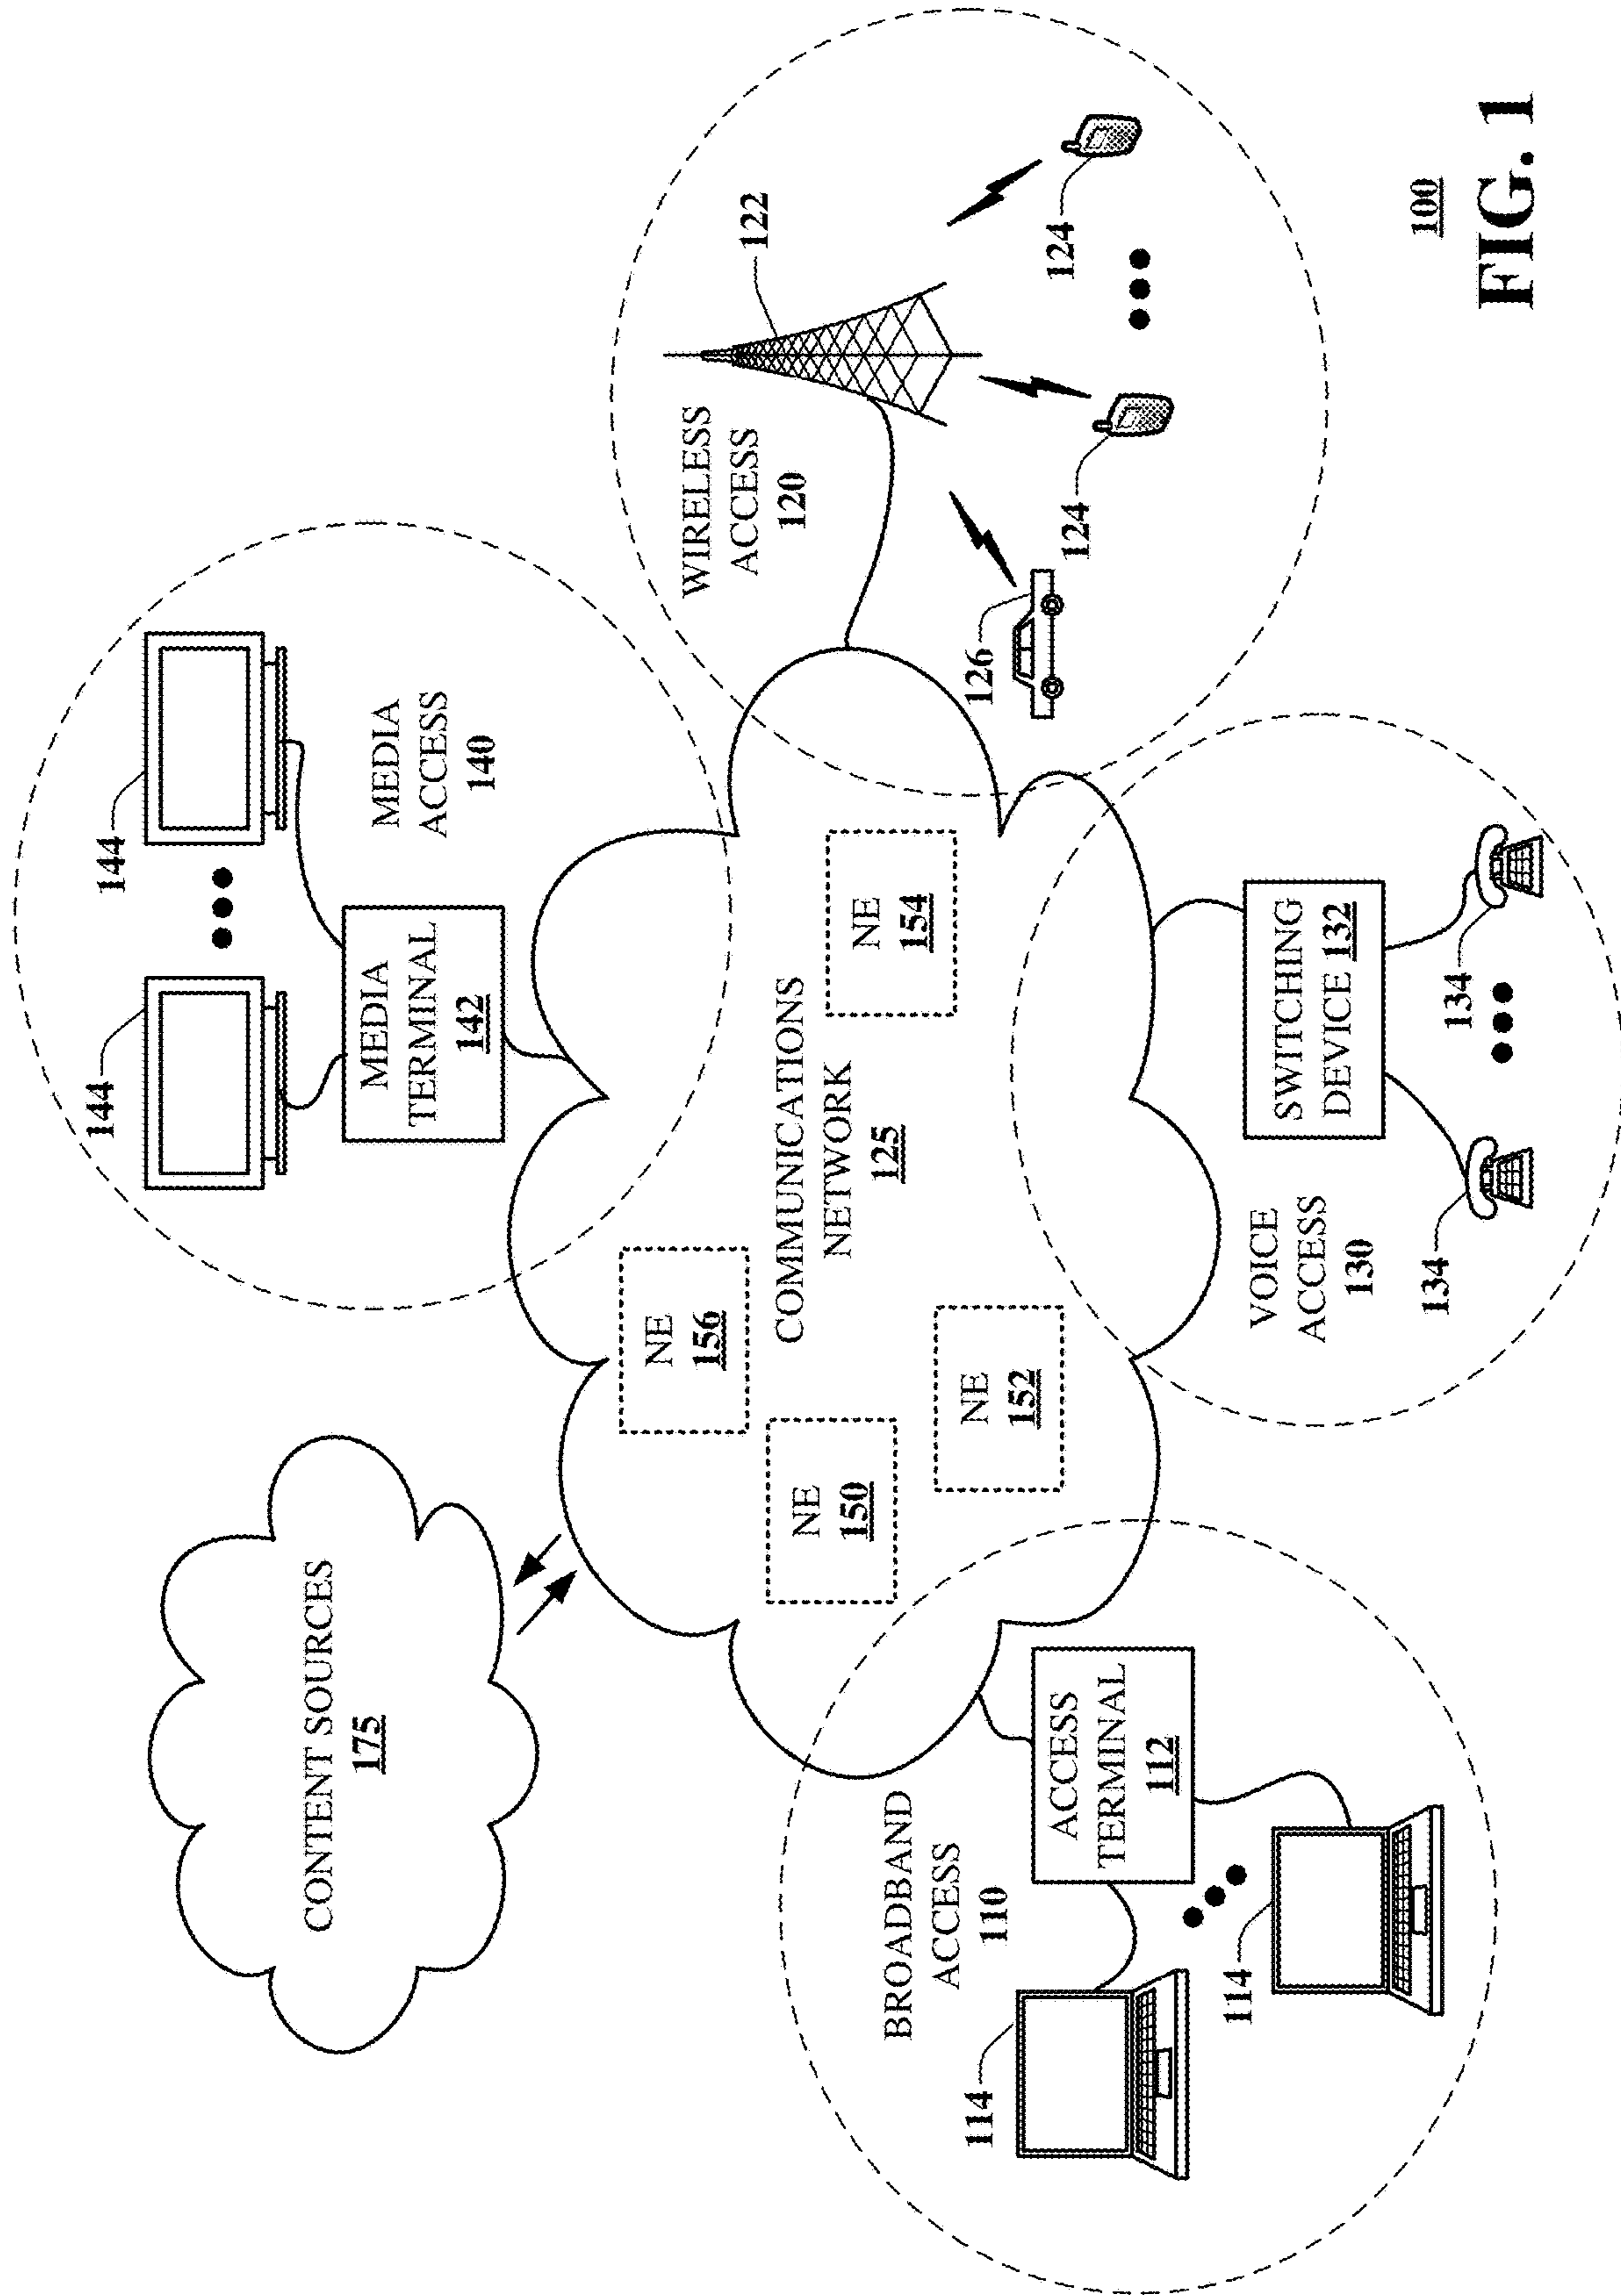 CONTENT SOURCES
175
144
144
MEDIA
TERMINAL
142
MEDIA
ACCESS
140
BROADBAND
ACCESS
110
114
114
ACCESS
TERMINAL
112
NE
156
NE
150
NE
152
COMMUNICATIONS
NETWORK
125
NE
154
WIRELESS
ACCESS
120
122
126
124
124
VOICE
ACCESS
130
SWITCHING
DEVICE 132
134
134
100
FIG. 1